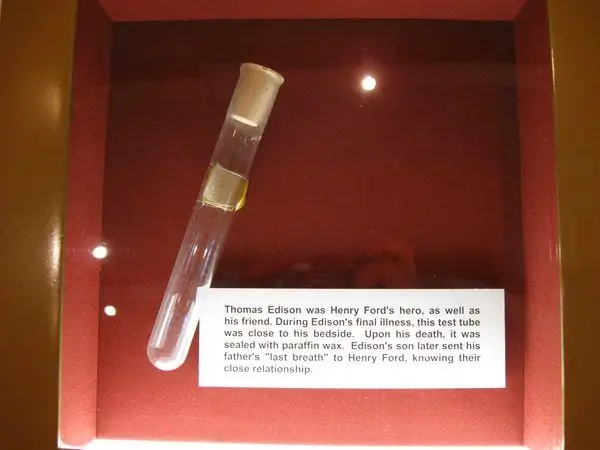 Thomas Edison was Henry Ford's hero, as well as
his friend. During Edison's final illness, this test tube
was close to his bedside. Upon his death, it was
sealed with paraffin wax. Edison's son later sent his
father's "last breath" to Henry Ford, knowing their
close relationship.